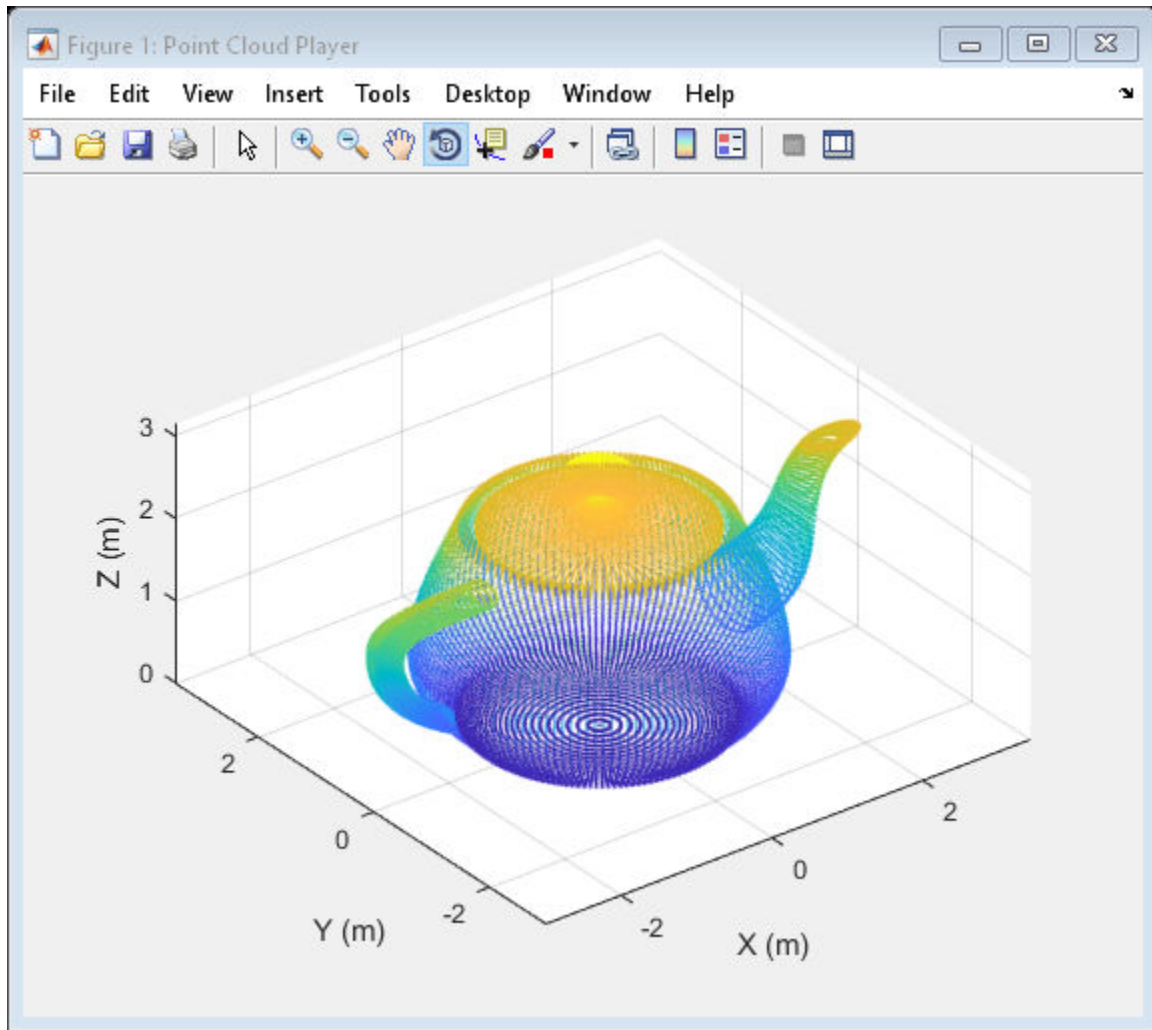 Figure 1: Point Cloud Player
File Edit View Insert Tools Desktop Window Help
3
2
1
0
Z (m)
2
0
-2
Y (m)
-2
0
2
X (m)